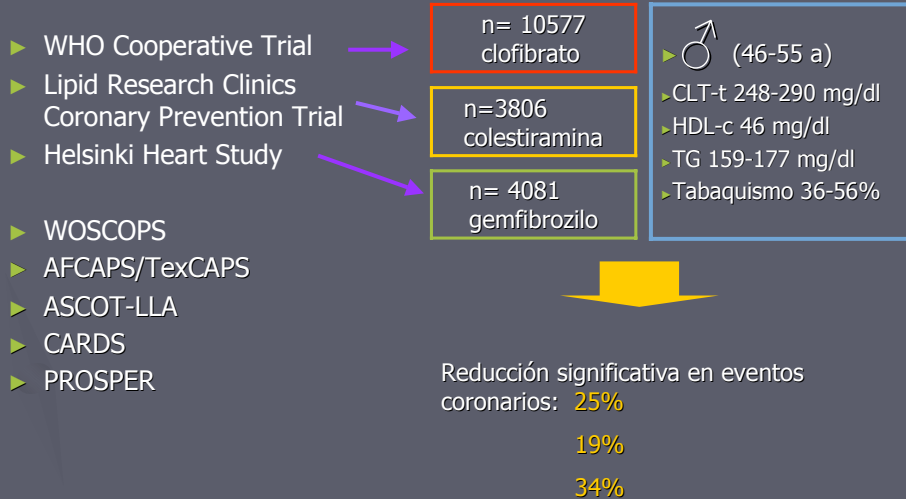 WHO Cooperative Trial
Lipid Research Clinics
Coronary Prevention Trial
Helsinki Heart Study
WOSCOPS
AFCAPS/TexCAPS
ASCOT-LLA
CARDS
PROSPER
n= 10577
clofibrato
n=3806
colestiramina
n= 4081
gemfibrozilo
♂ (46-55 a)
CLT-t 248-290 mg/dl
HDL-c 46 mg/dl
TG 159-177 mg/dl
Tabaquismo 36-56%
Reducción significativa en eventos
coronarios: 25%
19%
34%